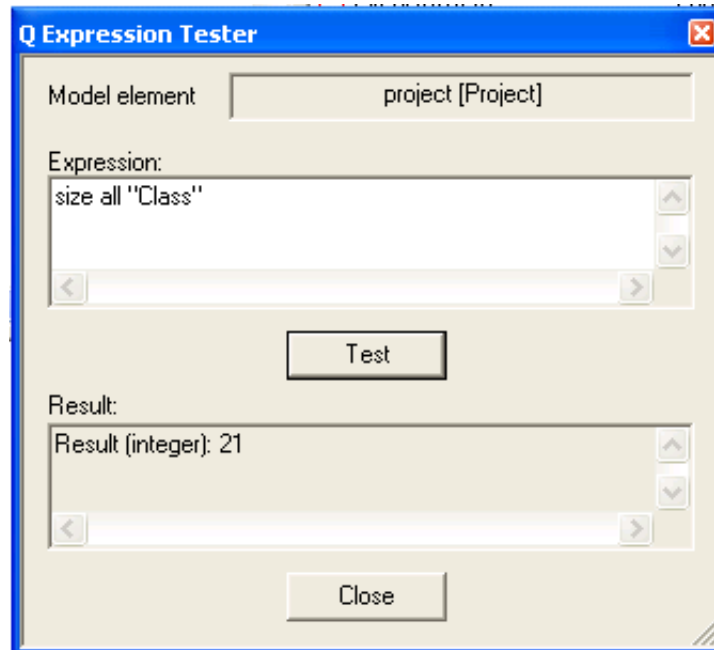 Q Expression Tester
Model element
project [Project]
Expression:
size all "Class"
Test
Result:
Result (integer): 21
Close